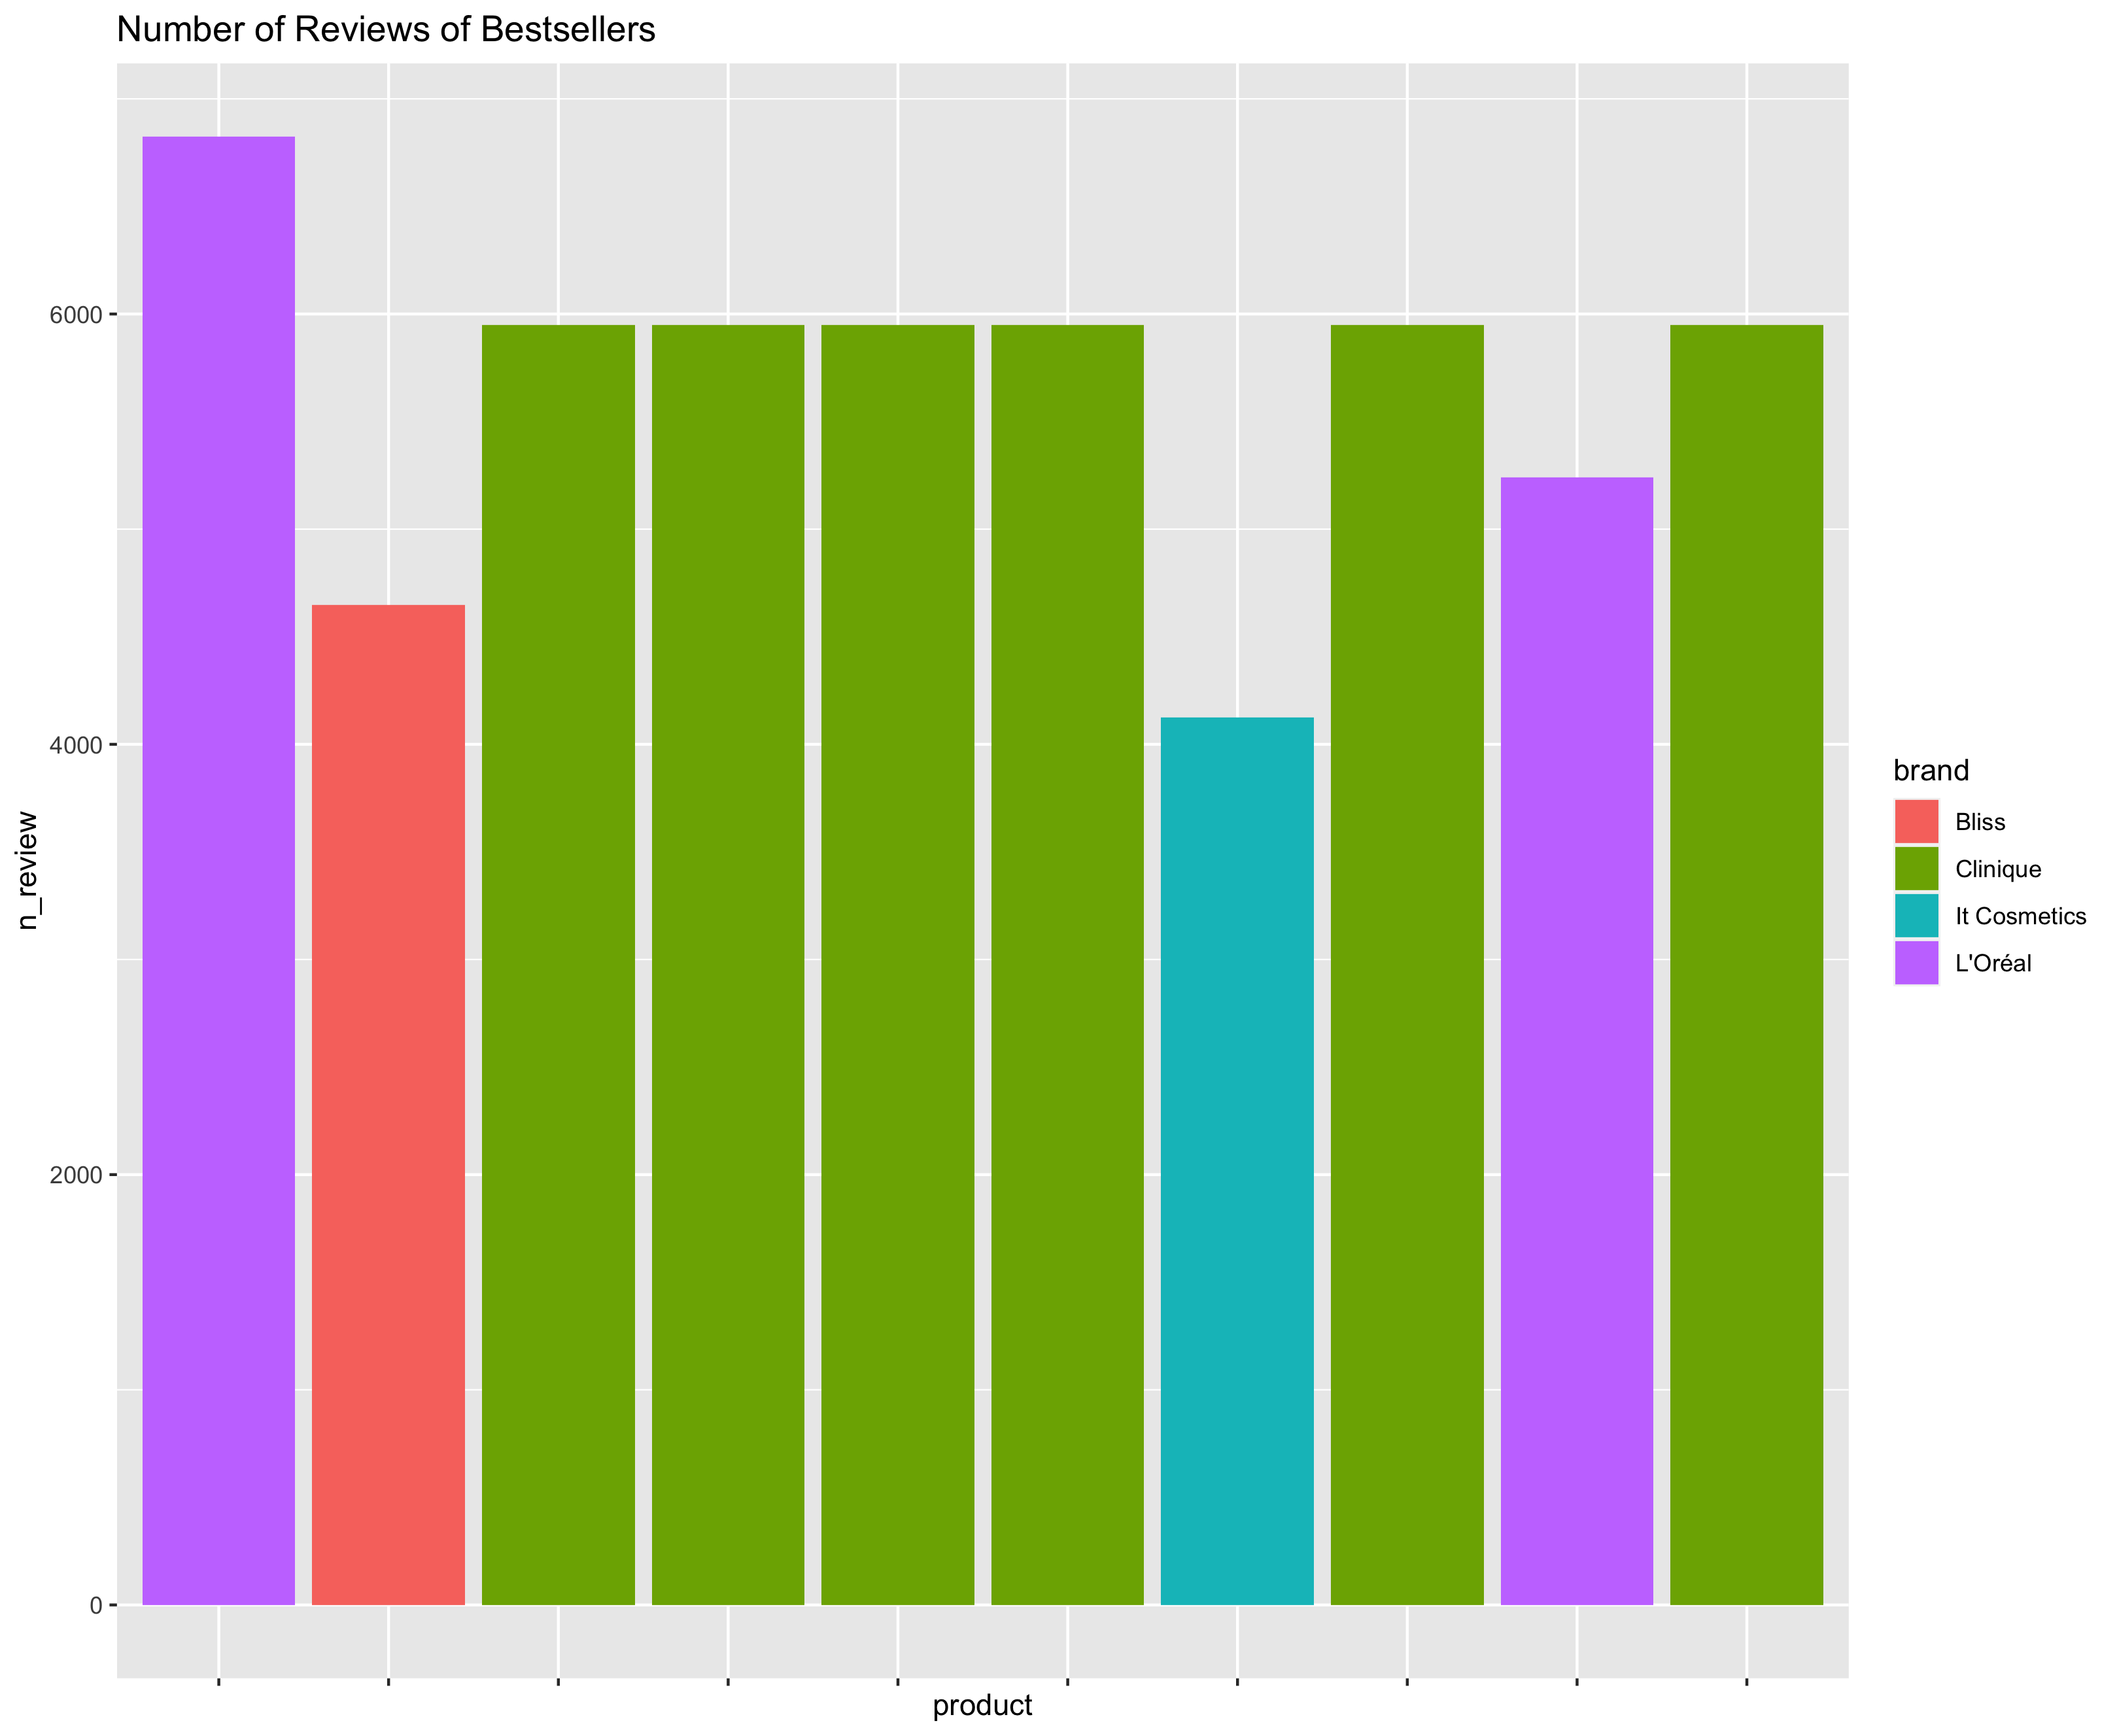 Number of Reviews of Bestsellers
6000
4000
2000
0
n_review
product
brand
Bliss
Clinique
It Cosmetics
L'Oréal